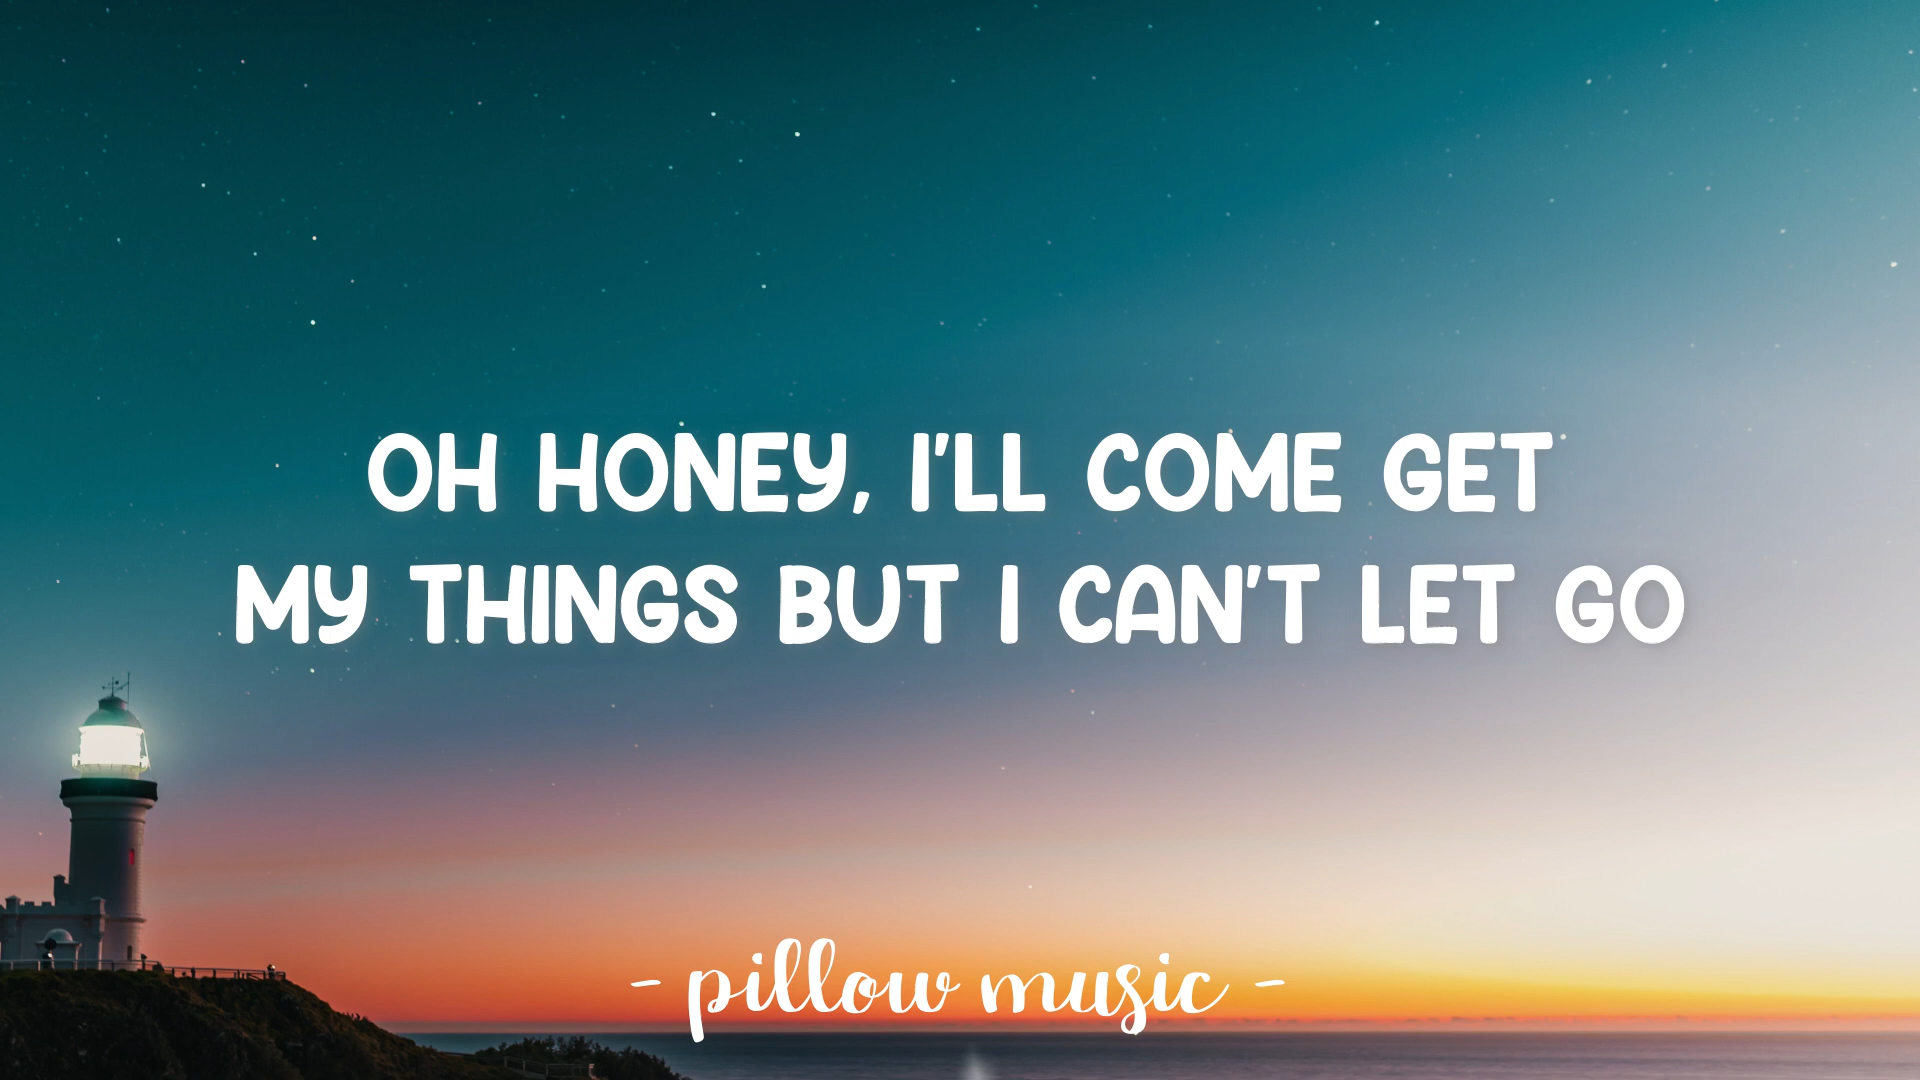 OH HONEY, I'LL COME GET
MY THINGS BUT I CAN'T LET GO
- pillow music -